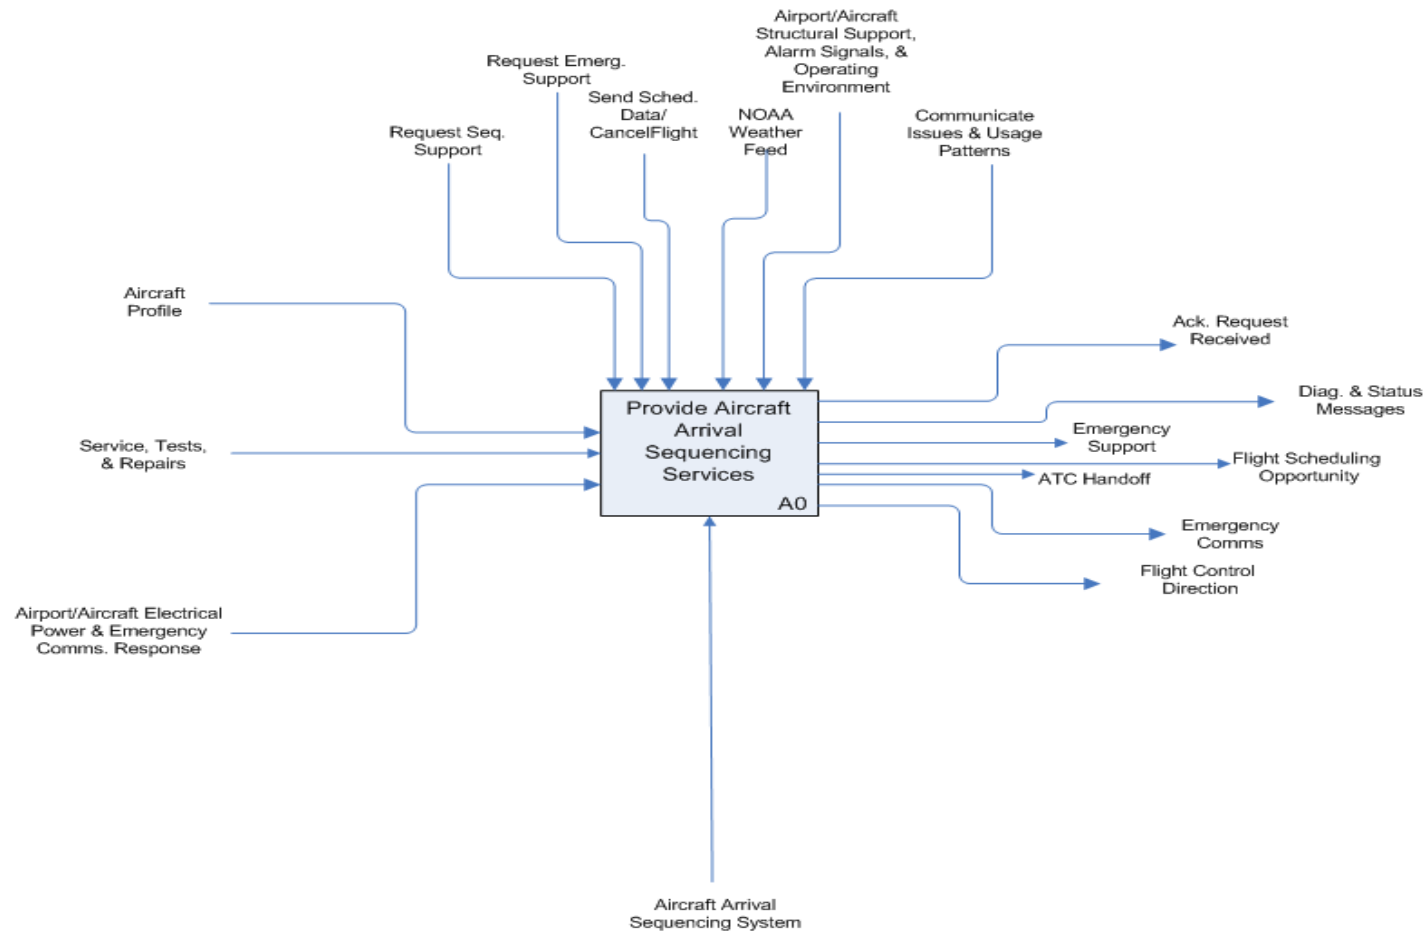 Airport/Aircraft
Structural Support,
Alarm Signals, &
Operating
Environment
Request Emerg.
Support
Send Sched.
Data/
CancelFlight
NOAA
Weather
Feed
Communicate
Issues & Usage
Patterns
Request Seq.
Support
Aircraft
Profile
Service, Tests,
& Repairs
Airport/Aircraft Electrical
Power & Emergency
Comms. Response
Provide Aircraft
Arrival
Sequencing
Services
A0
Ack. Request
Received
Diag. & Status
Messages
Emergency
Support
Flight Scheduling
Opportunity
ATC Handoff
Emergency
Comms
Flight Control
Direction
Aircraft Arrival
Sequencing System